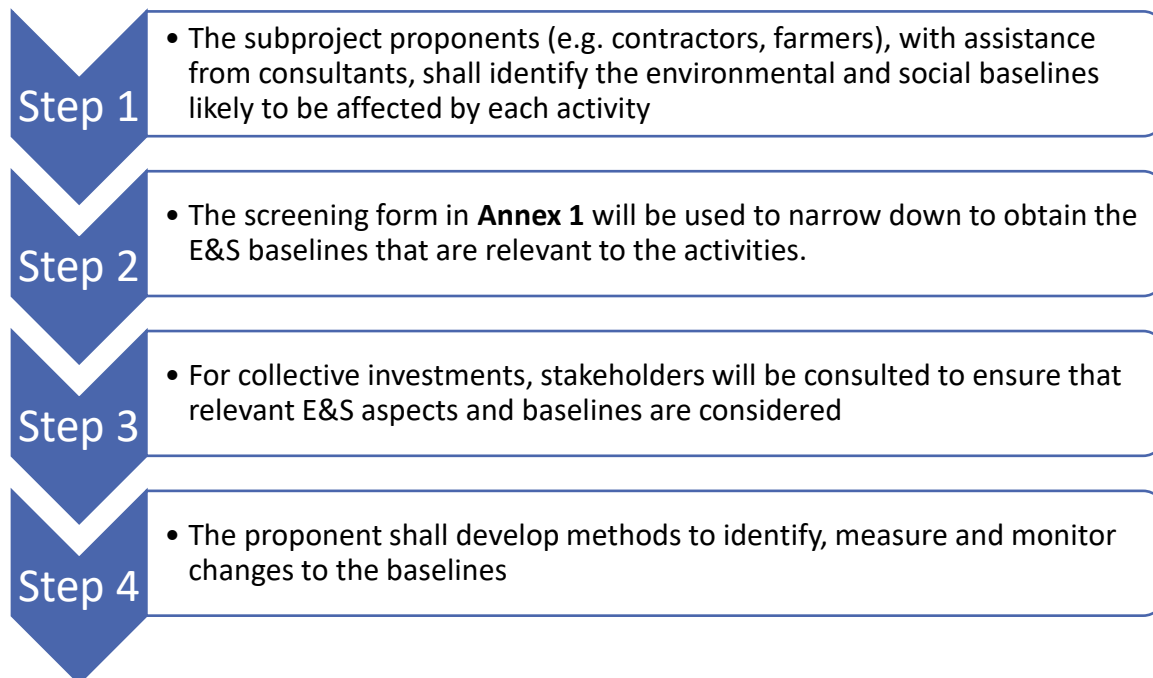 Step 1
• The subproject proponents (e.g. contractors, farmers), with assistance
from consultants, shall identify the environmental and social baselines
likely to be affected by each activity
Step 2
• The screening form in Annex 1 will be used to narrow down to obtain the
E&S baselines that are relevant to the activities.
Step 3
• For collective investments, stakeholders will be consulted to ensure that
relevant E&S aspects and baselines are considered
Step 4
• The proponent shall develop methods to identify, measure and monitor
changes to the baselines